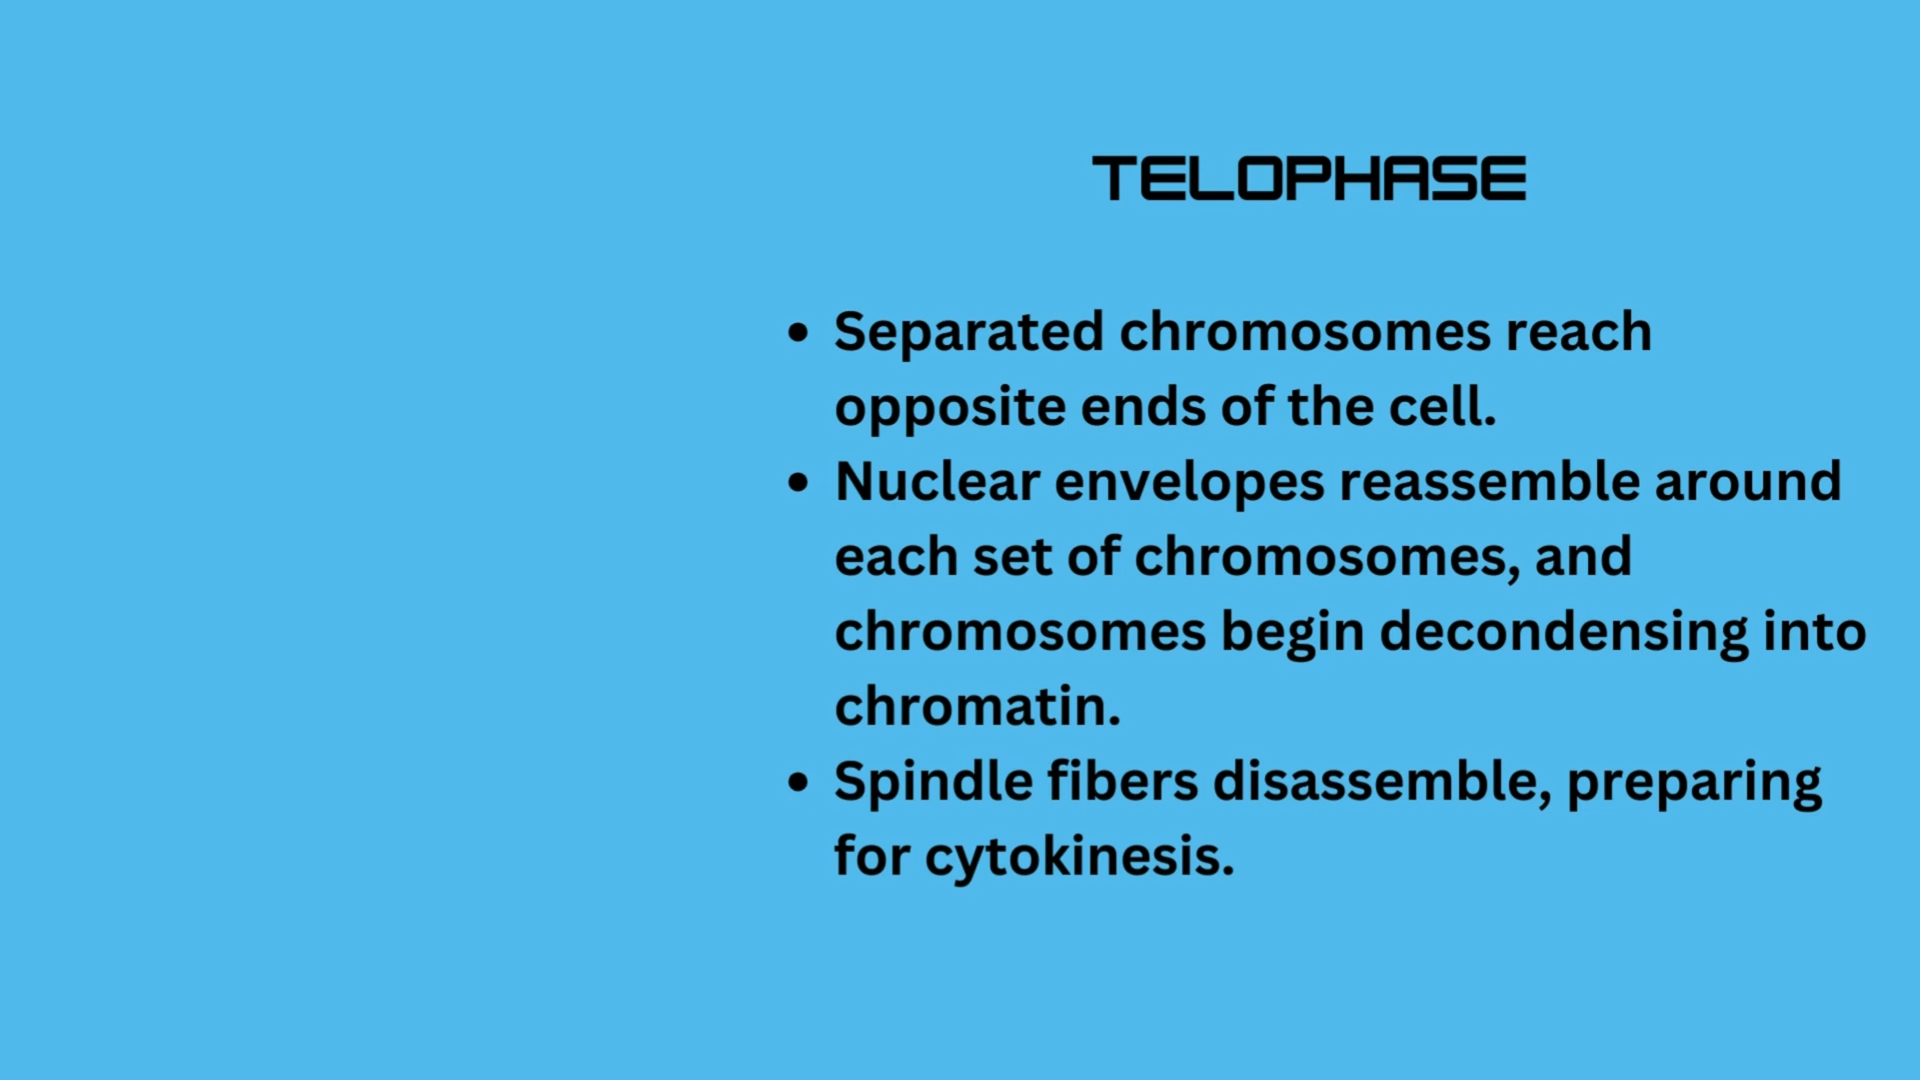 TELOPHASE
• Separated chromosomes reach
opposite ends of the cell.
• Nuclear envelopes reassemble around
each set of chromosomes, and
chromosomes begin decondensing into
chromatin.
• Spindle fibers disassemble, preparing
for cytokinesis.